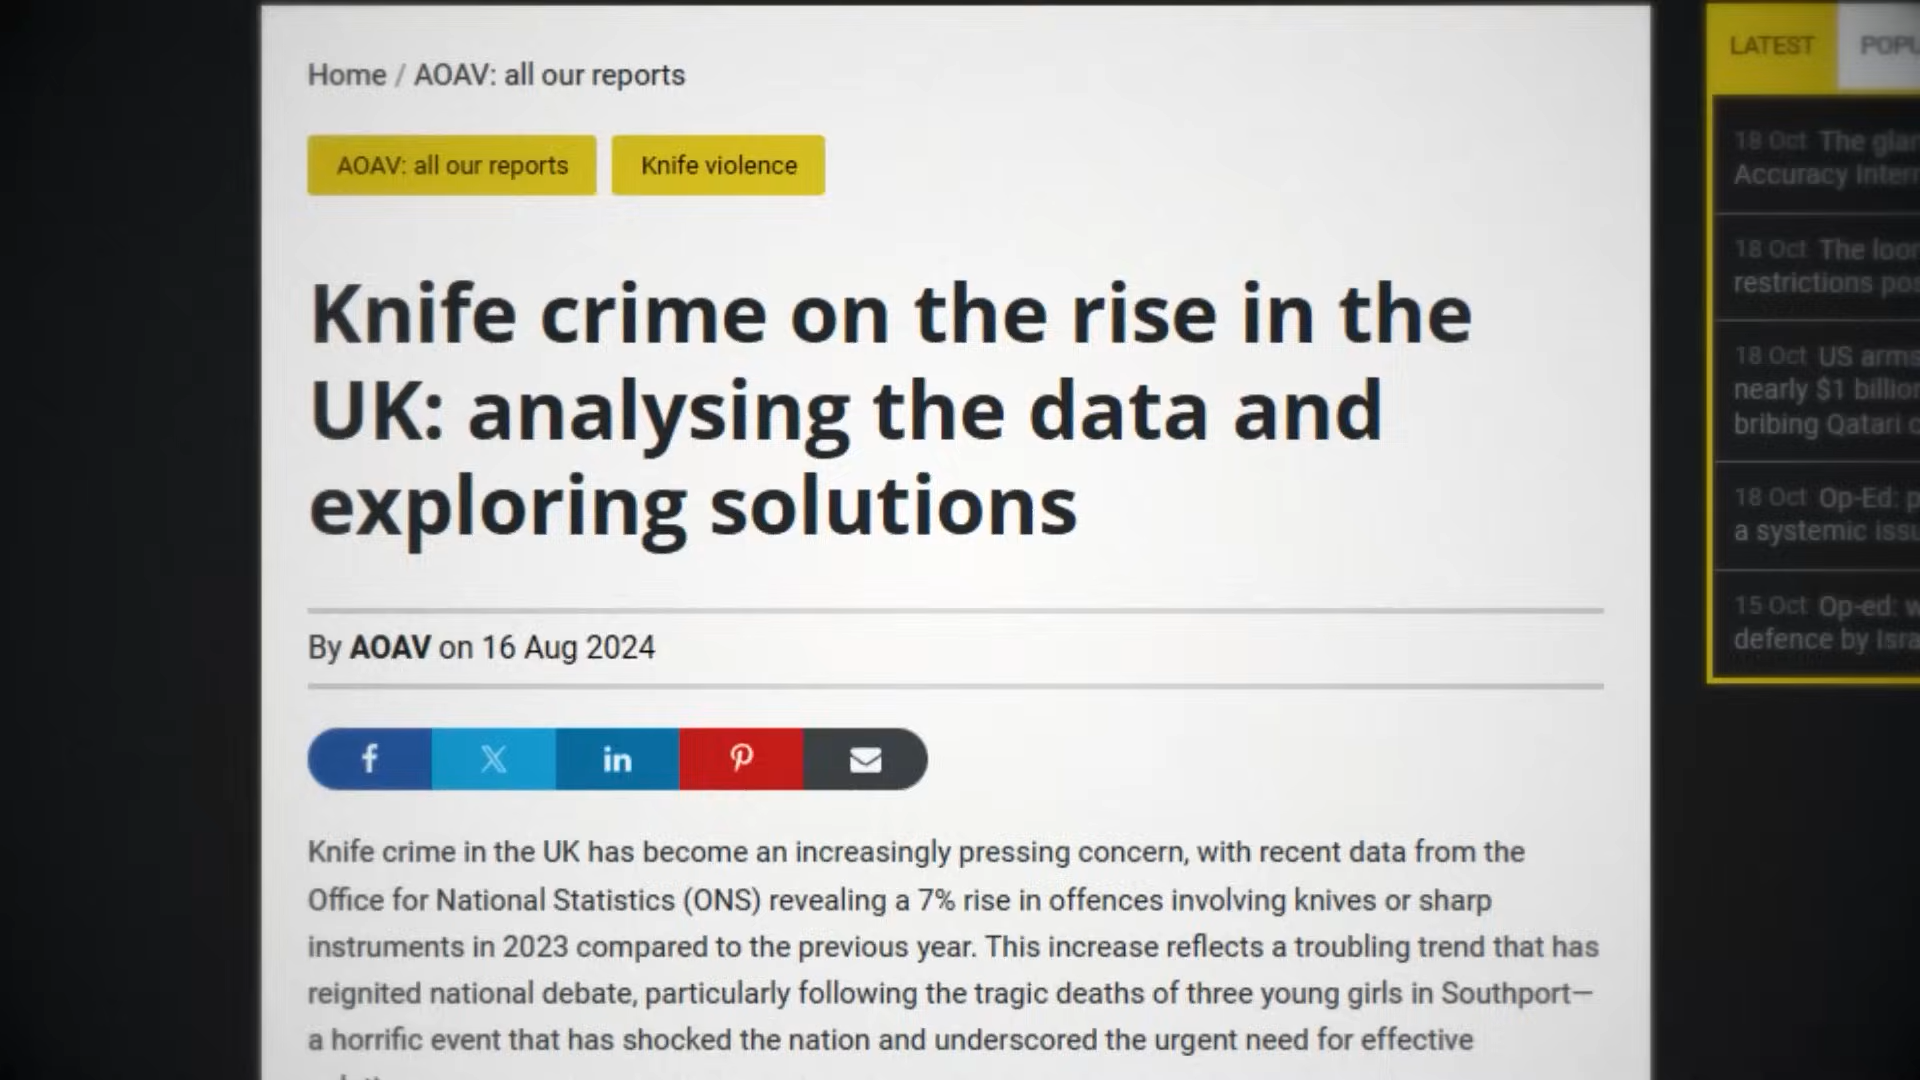 Home / AOAV: all our reports
AOAV: all our reports
Knife violence
Knife crime on the rise in the
UK: analysing the data and
exploring solutions
By AOAV on 16 Aug 2024
f
X
in
Knife crime in the UK has become an increasingly pressing concern, with recent data from the
Office for National Statistics (ONS) revealing a 7% rise in offences involving knives or sharp
instruments in 2023 compared to the previous year. This increase reflects a troubling trend that has
reignited national debate, particularly following the tragic deaths of three young girls in Southport—
a horrific event that has shocked the nation and underscored the urgent need for effective
LATEST
18 Oct The
Accuracy
18 Oct The
restrictions
18 Oct US arms
nearly $1 billion
bribing Qatari
18 Oct Op-Ed:
a systemic
15 Oct Op-ed:
defence by